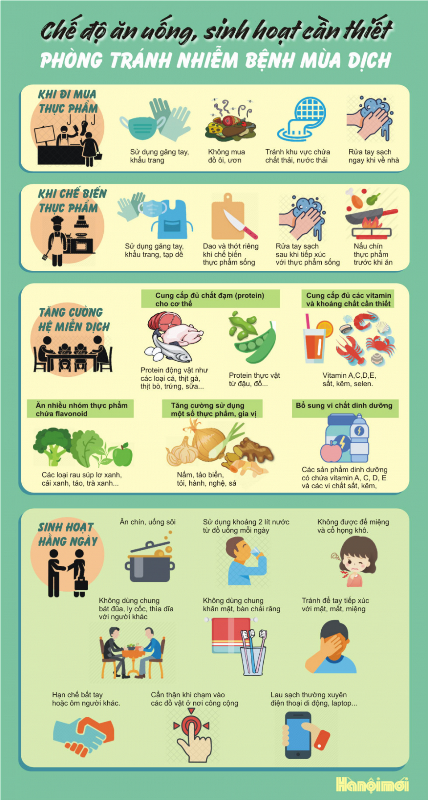 Chế độ ăn uống, sinh hoạt cần thiết
PHÒNG TRÁNH NHIỄM BỆNH MÙA DỊCH
KHI ĐI MUA
THỰC PHẨM
Sử dụng găng tay,
khẩu trang
Không mua
đồ ôi, ươn
Tránh khu vực chứa
chất thải, nước thải
Rửa tay sạch
ngay khi về nhà
KHI CHẾ BIẾN
THỰC PHẨM
Sử dụng găng tay,
khẩu trang, tạp dề
Dao và thớt riêng
khi chế biến
thực phẩm sống
Rửa tay sạch
sau khi tiếp xúc
với thực phẩm sống
Nấu chín
thực phẩm
trước khi ăn
TĂNG CƯỜNG
HỆ MIỄN DỊCH
Cung cấp đủ chất đạm (protein)
cho cơ thể
Protein động vật như
các loại cá, thịt gà,
thịt bò, trứng, sữa...
Protein thực vật
từ đậu, đỗ...
Cung cấp đủ các vitamin
và khoáng chất cần thiết
Vitamin A,C,D,E,
sắt, kẽm, selen.
Ăn nhiều nhóm thực phẩm
chứa flavonoid
Các loại rau súp lơ xanh,
cải xanh, táo, trà xanh...
Tăng cường sử dụng
một số thực phẩm, gia vị
Nấm, tảo biển,
tỏi, hành, nghệ, sả
Bổ sung vi chất dinh dưỡng
Các sản phẩm dinh dưỡng
có chứa vitamin A, C, D, E
và các vi chất sắt, kẽm,
SINH HOẠT
HẰNG NGÀY
Ăn chín, uống sôi
Sử dụng khoảng 2 lít nước
từ đồ uống mỗi ngày
Không được để miệng
và cổ họng khô.
Không dùng chung
bát đũa, ly cốc, thìa dĩa
với người khác
Không dùng chung
khăn mặt, bàn chải răng
Tránh để tay tiếp xúc
với mặt, mắt, miệng
Hạn chế bắt tay
hoặc ôm người khác.
Cẩn thận khi chạm vào
các đồ vật ở nơi công cộng
Lau sạch thường xuyên
điện thoại di động, laptop...
Hànộimới